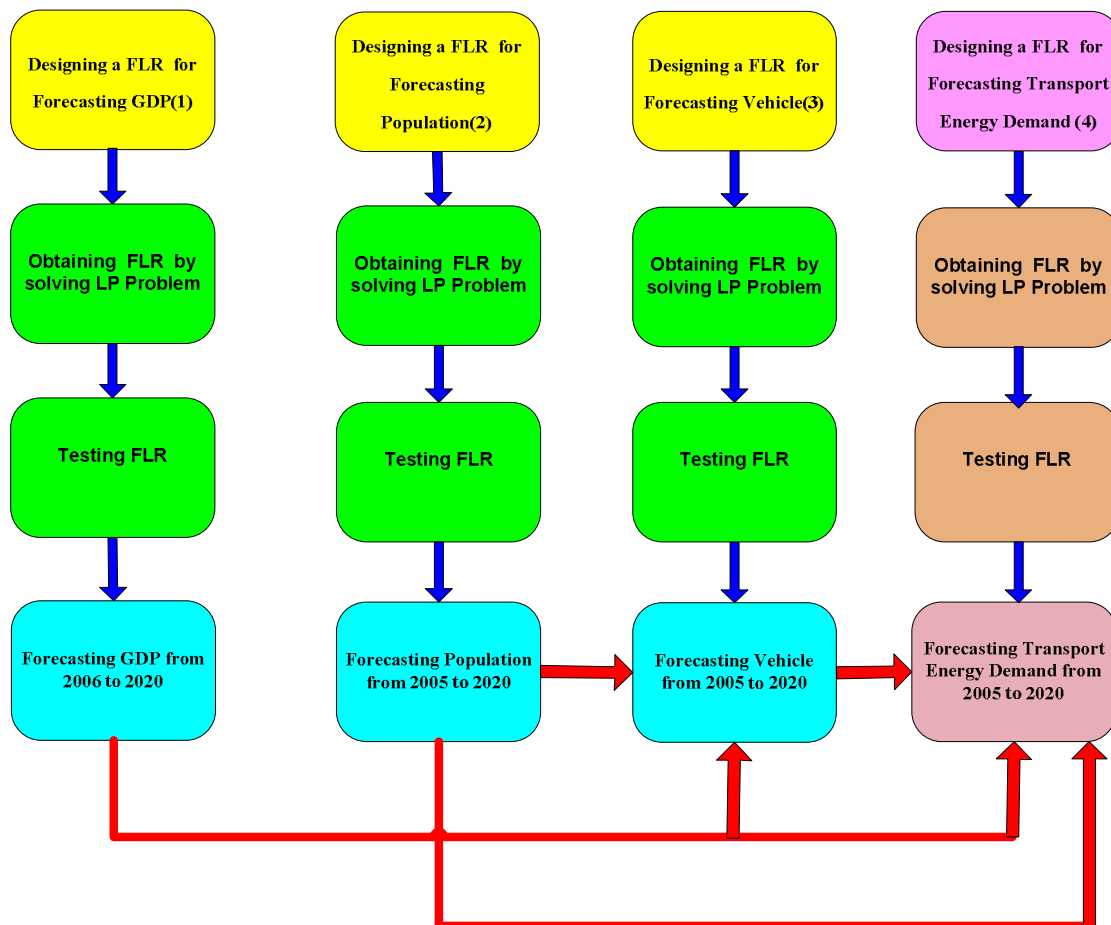 Designing a FLR for
Forecasting GDP(1)
Designing a FLR for
Forecasting
Population(2)
Designing a FLR for
Forecasting Vehicle(3)
Designing a FLR for
Forecasting Transport
Energy Demand (4)
Obtaining FLR by
solving LP Problem
Obtaining FLR by
solving LP Problem
Obtaining FLR by
solving LP Problem
Obtaining FLR by
solving LP Problem
Testing FLR
Testing FLR
Testing FLR
Testing FLR
Forecasting GDP from
2006 to 2020
Forecasting Population
from 2005 to 2020
Forecasting Vehicle
from 2005 to 2020
Forecasting Transport
Energy Demand from
2005 to 2020